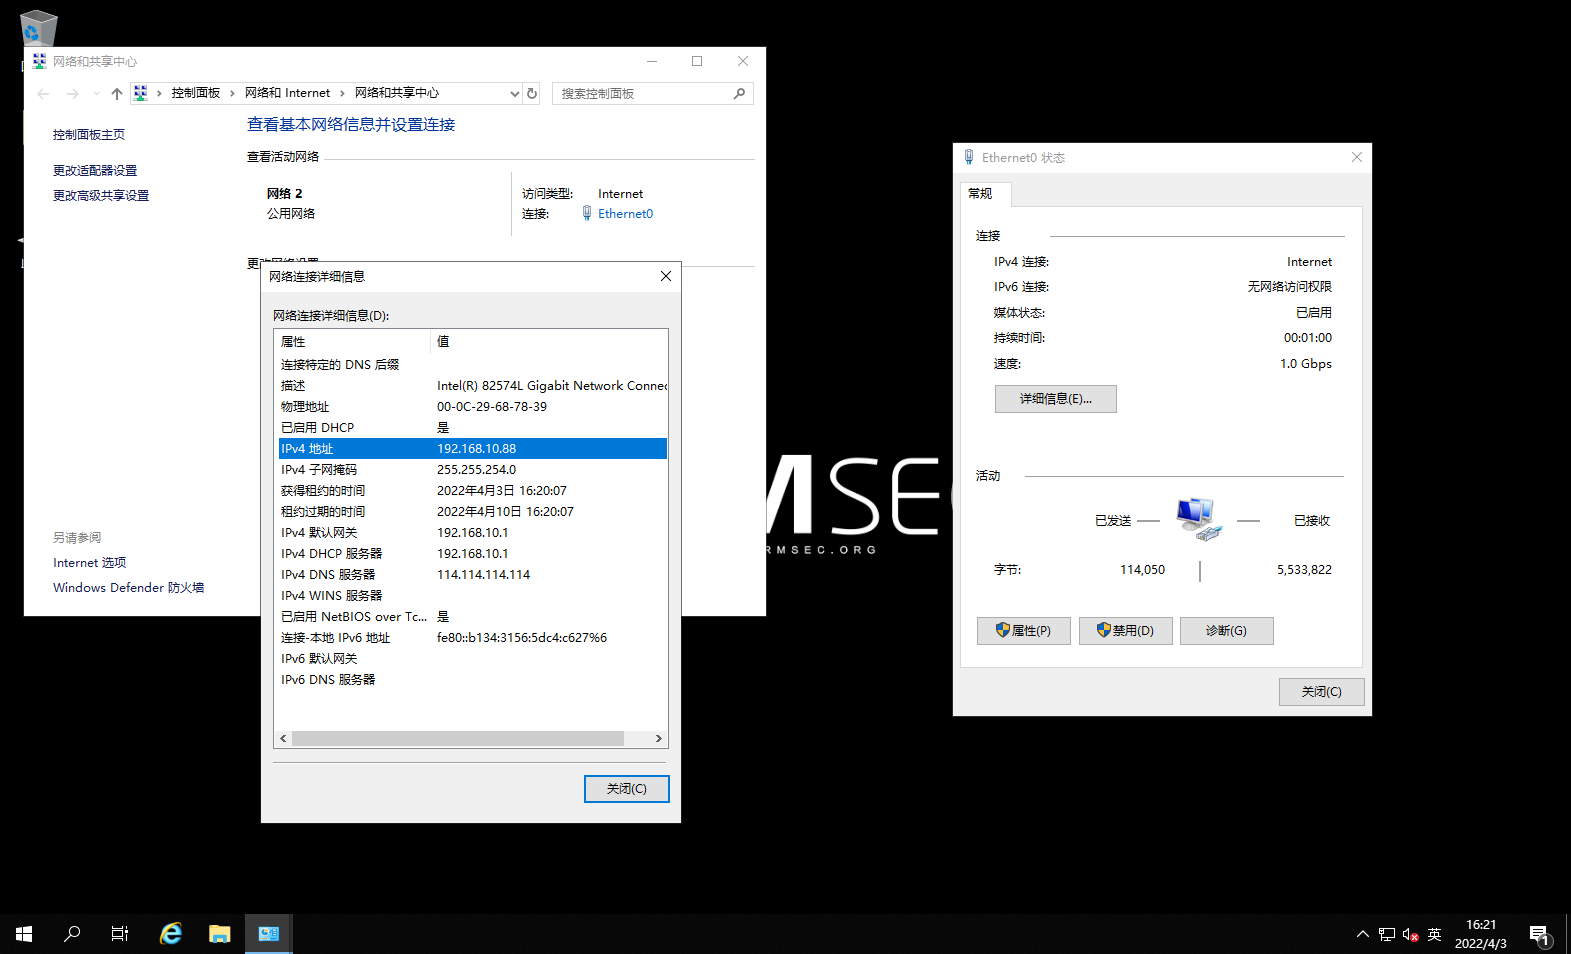 网络和共享中心
控制面板 网络和 Internet 网络和共享中心
搜索控制面板
控制面板主页
更改适配器设置
更改高级共享设置
另请参阅
Internet 选项
Windows Defender 防火墙
查看基本网络信息并设置连接
查看活动网络
网络 2
公用网络
访问类型: Internet
连接: Ethernet0
网络连接详细信息
网络连接详细信息(D):
属性 值
连接特定的 DNS 后缀
描述 Intel(R) 82574L Gigabit Network Connec
物理地址 00-0C-29-68-78-39
已启用 DHCP 是
IPv4 地址 192.168.10.88
IPv4 子网掩码 255.255.254.0
获得租约的时间 2022年4月3日 16:20:07
租约过期的时间 2022年4月10日 16:20:07
IPv4 默认网关 192.168.10.1
IPv4 DHCP 服务器 192.168.10.1
IPv4 DNS 服务器 114.114.114.114
IPv4 WINS 服务器
已启用 NetBIOS over Tc... 是
连接-本地 IPv6 地址 fe80::b134:3156:5dc4:c627%6
IPv6 默认网关
IPv6 DNS 服务器
关闭(C)
MSEC
RMSEC.ORG
Ethernet0 状态
常规
连接
IPv4 连接: Internet
IPv6 连接: 无网络访问权限
媒体状态: 已启用
持续时间: 00:01:00
速度: 1.0 Gbps
详细信息(E)...
活动
已发送 已接收
字节: 114,050 5,533,822
属性(P) 禁用(D) 诊断(G)
关闭(C)
英
16:21
2022/4/3
1